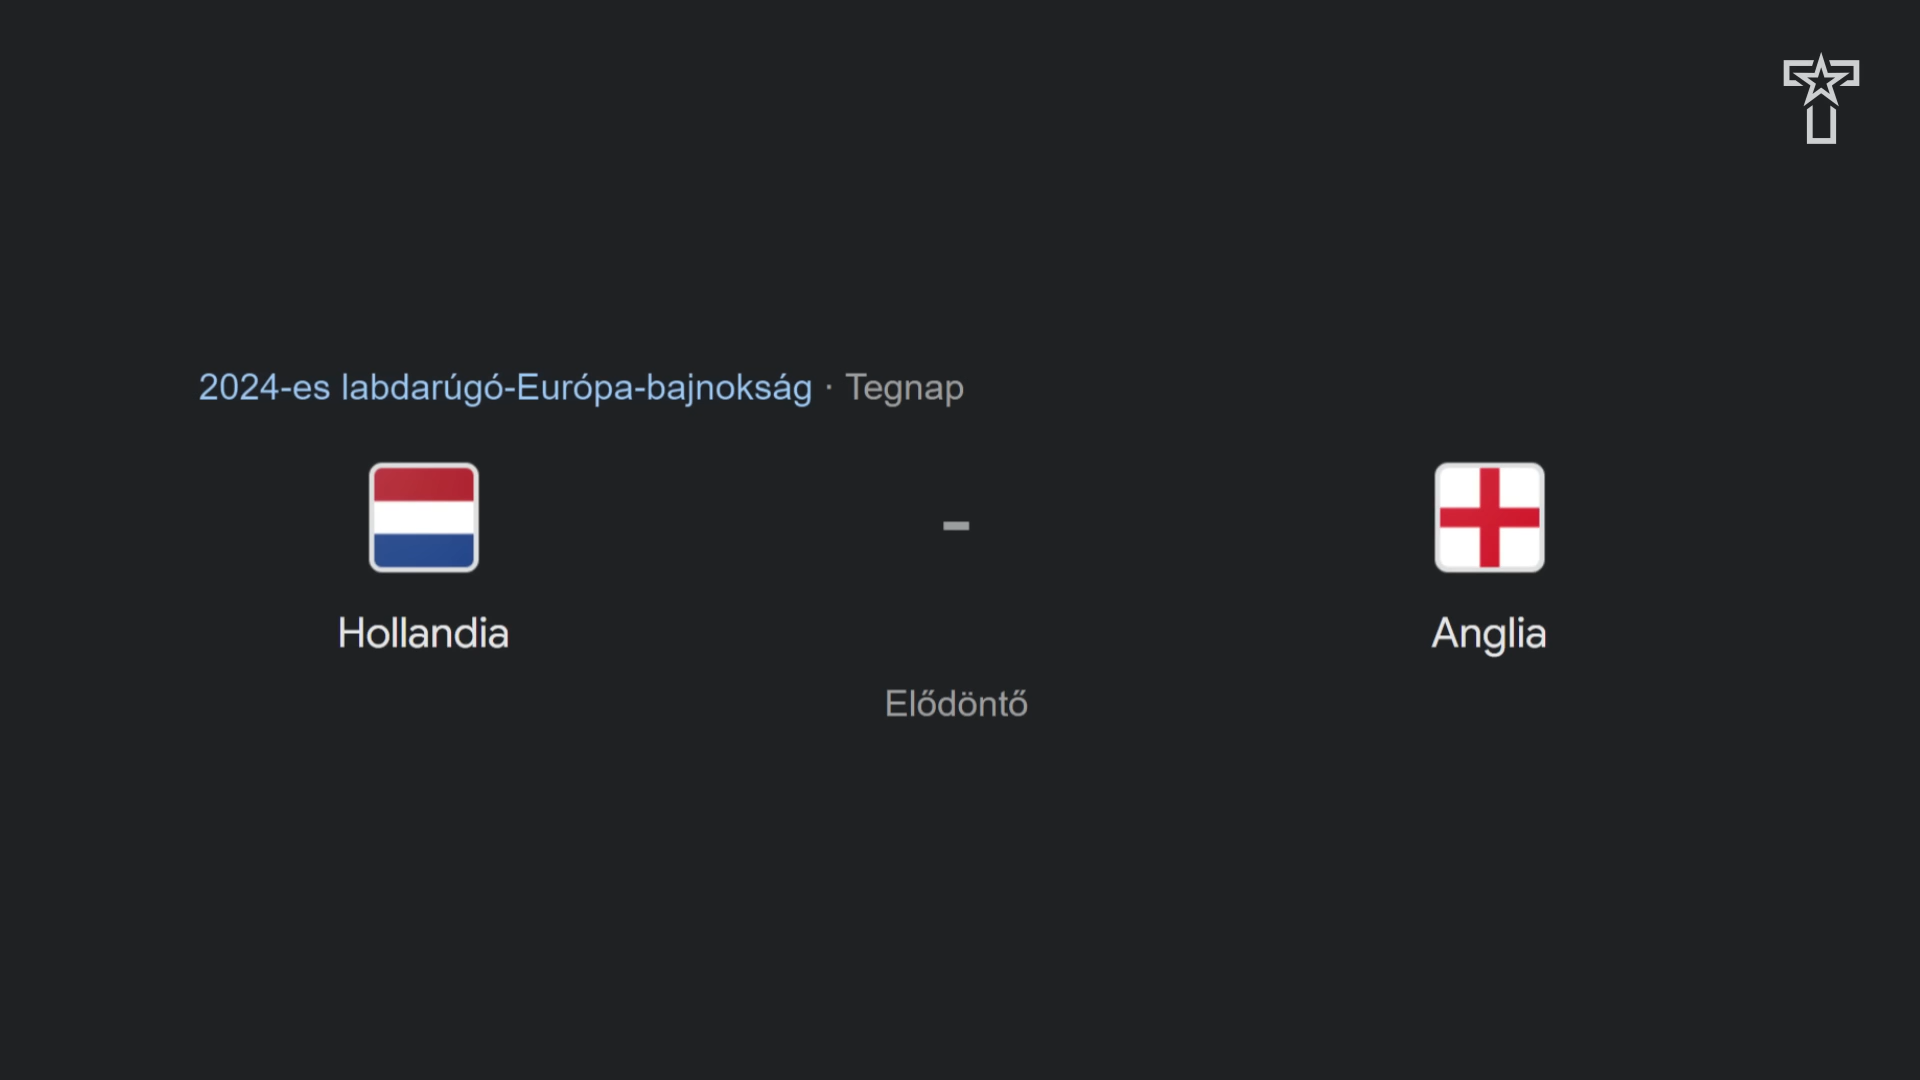 2024-es labdarúgó-Európa-bajnokság · Tegnap
-
Hollandia
Anglia
Elődöntő